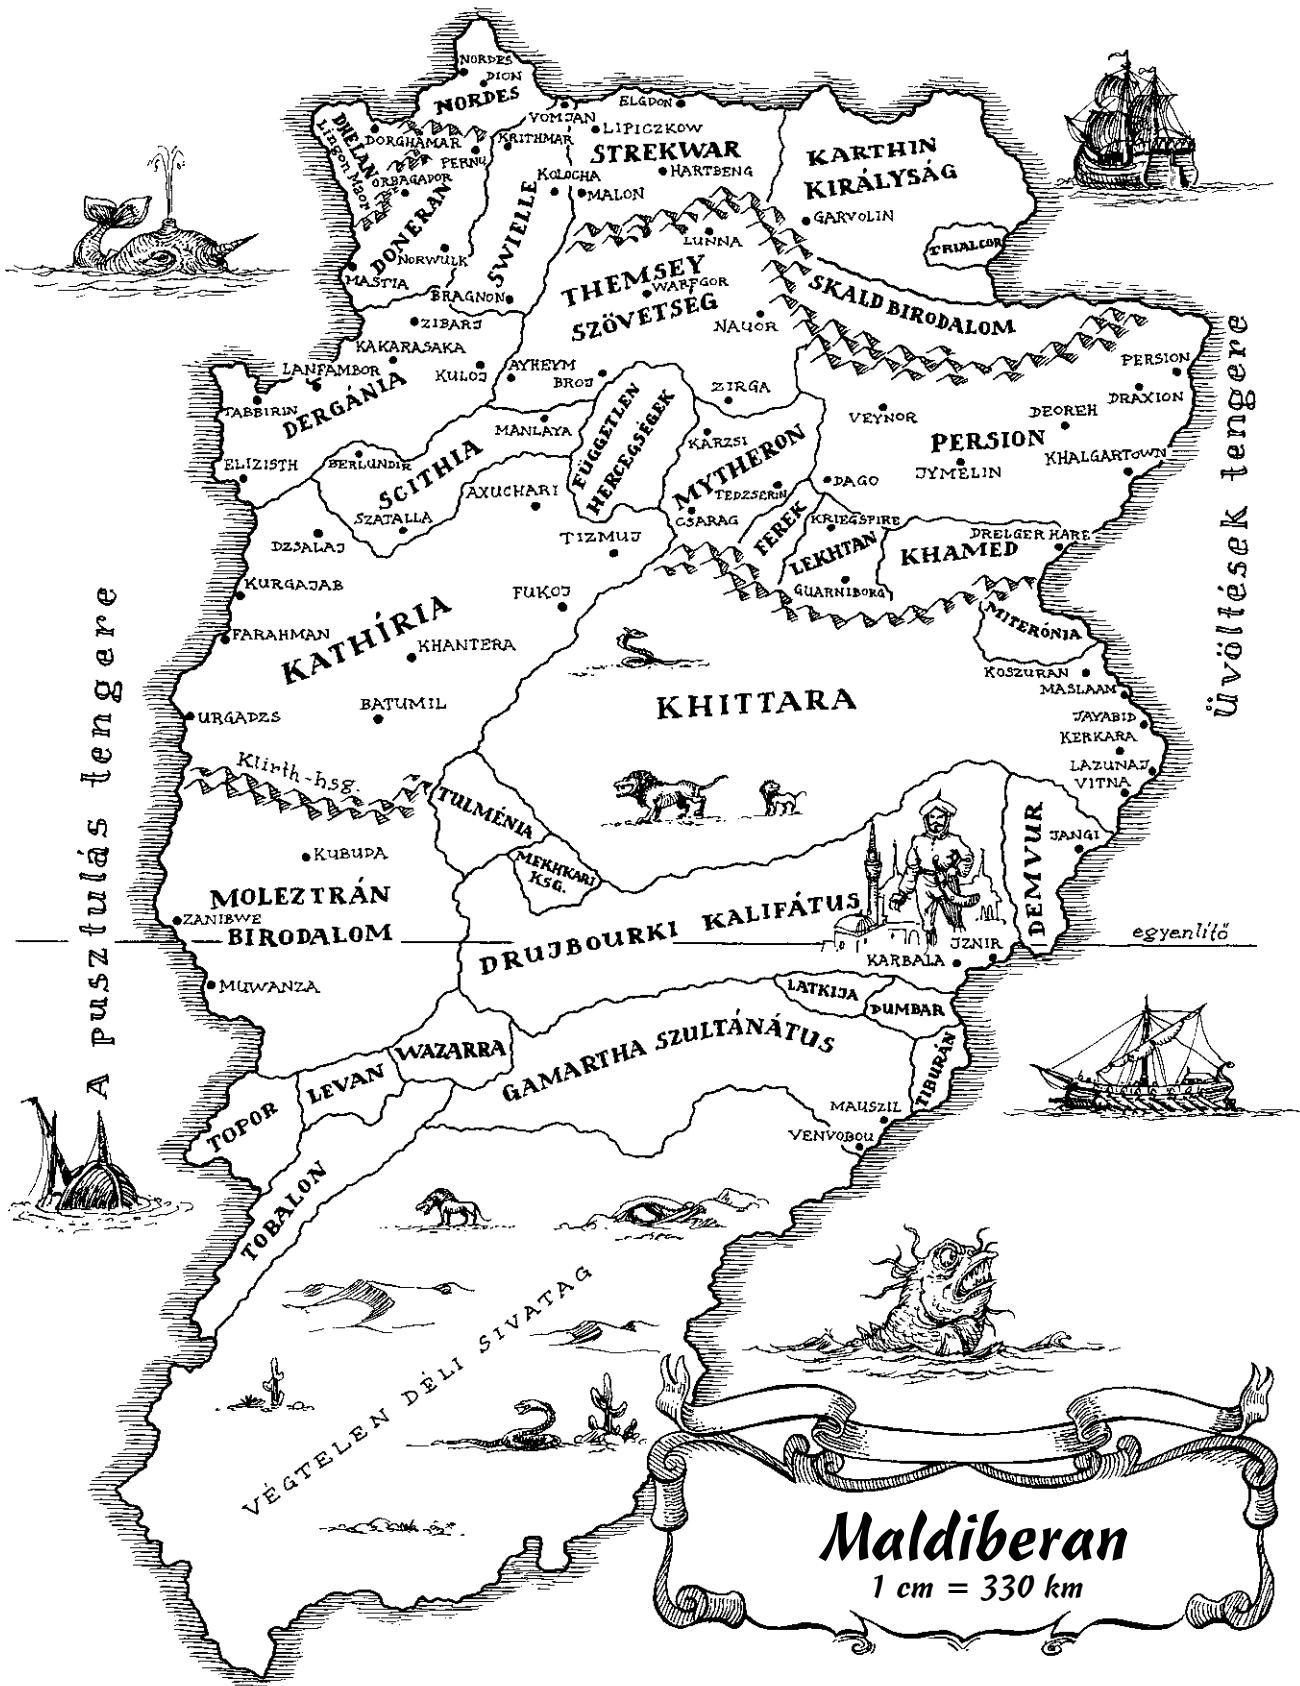 NORDES
DION
NORDES
ELGDON
VOMJAN
DHELAN
Lingon Maor
DORGHAMAR
KRITHMAR
LIPICZKOW
PERNU
STREKWAR
KARTHIN
KIRÁLYSÁG
ORBAGADOR
KOLOCHA
HARTBENG
MALON
GARVOLIN
DONERAN
SWIELLE
LUNNA
TRIALCOR
NORWULK
THEMSEY
SZÖVETSÉG
WARFGOR
SKALD BIRODALOM
MASTIA
BRAGNON
NAUOR
ZIBARJ
KAKARASAKA
LANFAMBOR
KULOJ
AYREYM
BROJ
ZIRGA
PERSION
DRAXION
TABBIRIN
DERGÁNIA
FÜGGETLEN
HERCEGSÉGEK
VEYNOR
DEOREH
MANLAYA
KARZSI
PERSION
KHALGARTOWN
ELIZISTH
BERLUNDIR
SCITHIA
MYTHERON
JYMELIN
AXUCHARI
TEDZSERIN
DAGO
SZATALLA
CSARAG
FEREK
KRIEGSPIRE
DZSALAJ
TIZMUJ
LEKHTAN
KHAMED
DRELGER HARE
KURGAJAB
FUKOJ
GUARNIBORG
FARAHMAN
KATHÍRIA
KHANTERA
MITERÓNIA
KOSZURAN
MASLAAM
URGADZS
BATUMIL
KHITTARA
JAYABID
KERKARA
LAZUNAJ
VITNA
Klirth-hsg.
TULMÉNIA
DEMVUR
JANGI
KUBUDA
MEKHKARI
KSG.
MOLEZTRÁN
BIRODALOM
ZANIBWE
DRUJBOURKI KALIFÁTUS
egyenlítő
JZNIR
KARBALA
MUWANZA
LATKIJA
DUMBAR
WAZARRA
GAMARTHA SZULTÁNÁTUS
TIBURÁN
LEVAN
TOPOR
MAUSZIL
VENVOBOU
TOBALON
VÉGTELEN DÉLI SIVATAG
A pusztulás tengere
Üvöltések tengere
Maldiberan
1 cm = 330 km